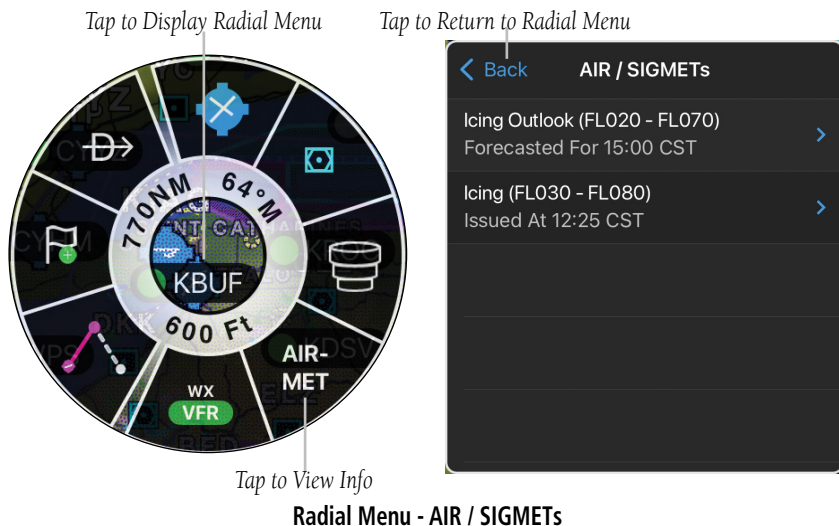 Tap to Display Radial Menu
Tap to Return to Radial Menu
770NM
64°M
KBUF
600 Ft
AIR-
MET
WX
VFR
KDSV
DKK
Tap to View Info
Back
AIR / SIGMETs
Icing Outlook (FL020 - FL070)
Forecasted For 15:00 CST
Icing (FL030 - FL080)
Issued At 12:25 CST
Radial Menu - AIR / SIGMETs